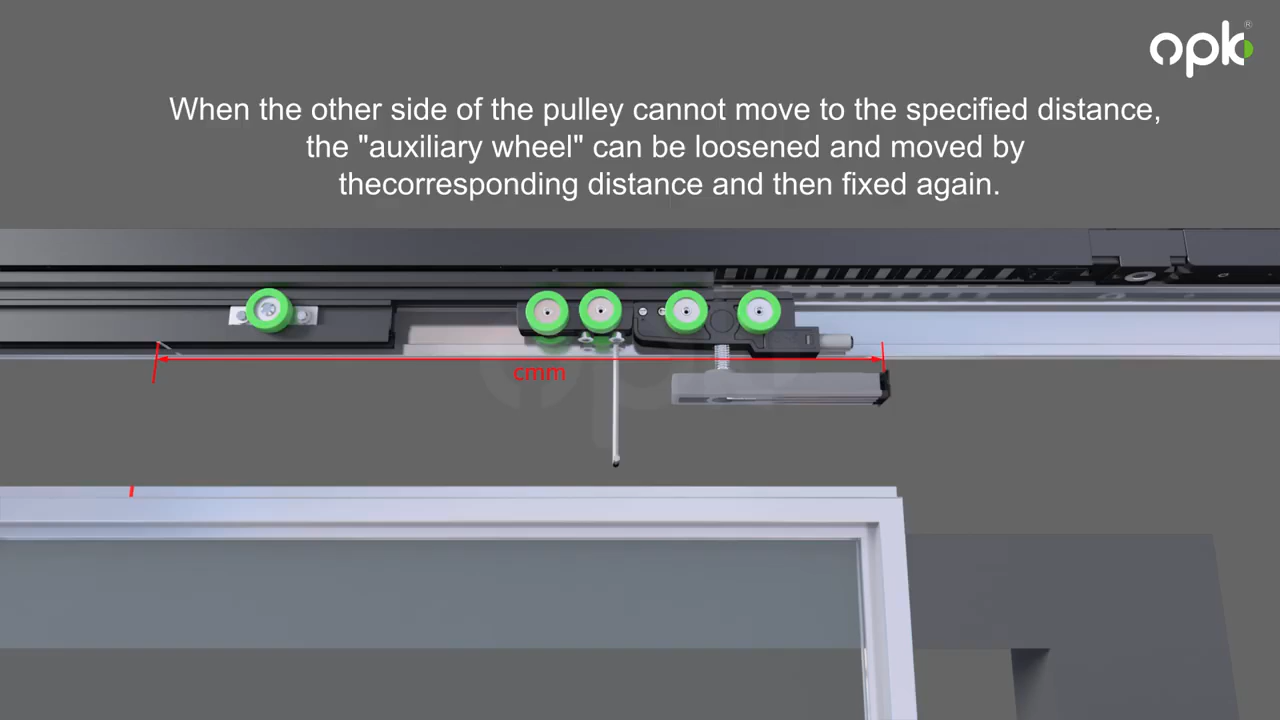 opk
When the other side of the pulley cannot move to the specified distance,
the "auxiliary wheel" can be loosened and moved by
thecorresponding distance and then fixed again.
cmm
opk